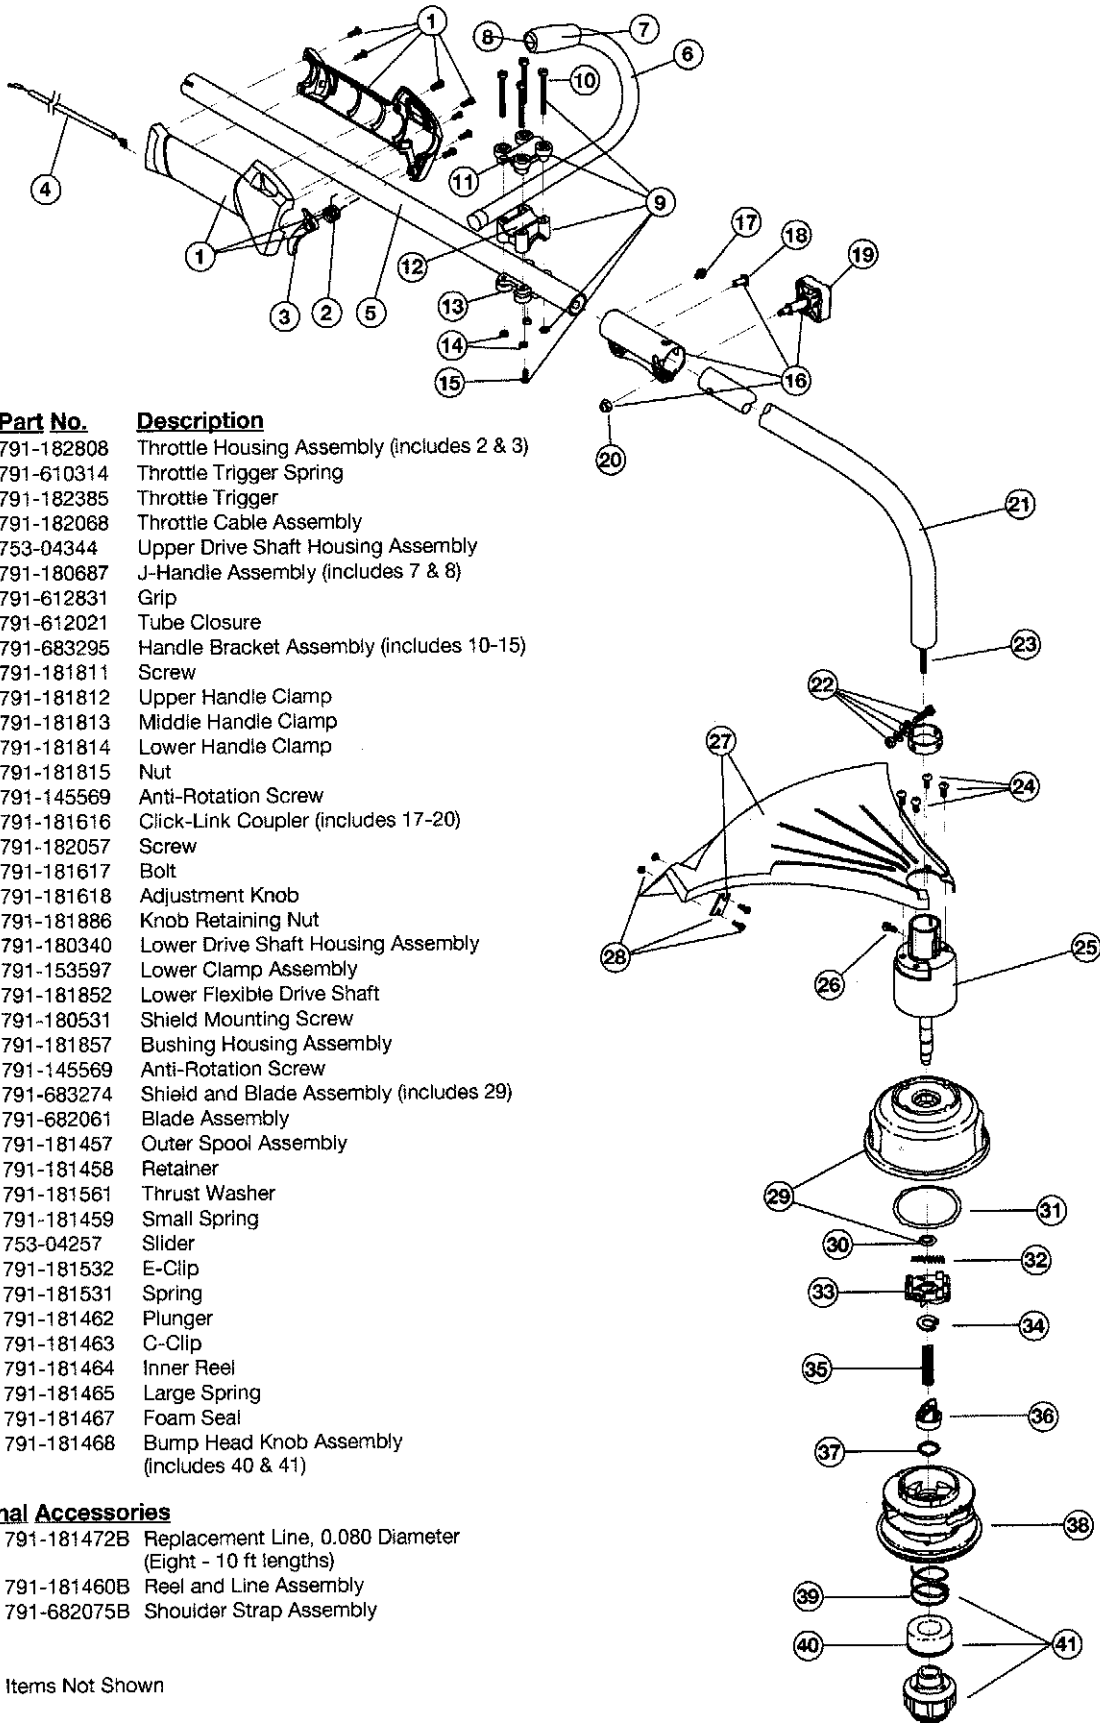 1
8
7
6
10
4
11
9
1
12
17
18
19
3
2
5
13
14
15
16
20
Part No. Description
791-182808 Throttle Housing Assembly (includes 2 & 3)
791-610314 Throttle Trigger Spring
791-182385 Throttle Trigger
791-182068 Throttle Cable Assembly
753-04344 Upper Drive Shaft Housing Assembly
791-180687 J-Handle Assembly (includes 7 & 8)
791-612831 Grip
791-612021 Tube Closure
791-683295 Handle Bracket Assembly (includes 10-15)
791-181811 Screw
791-181812 Upper Handle Clamp
791-181813 Middle Handle Clamp
791-181814 Lower Handle Clamp
791-181815 Nut
791-145569 Anti-Rotation Screw
791-181616 Click-Link Coupler (includes 17-20)
791-182057 Screw
791-181617 Bolt
791-181618 Adjustment Knob
791-181886 Knob Retaining Nut
791-180340 Lower Drive Shaft Housing Assembly
791-153597 Lower Clamp Assembly
791-181852 Lower Flexible Drive Shaft
791-180531 Shield Mounting Screw
791-181857 Bushing Housing Assembly
791-145569 Anti-Rotation Screw
791-683274 Shield and Blade Assembly (includes 29)
791-682061 Blade Assembly
791-181457 Outer Spool Assembly
791-181458 Retainer
791-181561 Thrust Washer
791-181459 Small Spring
753-04257 Slider
791-181532 E-Clip
791-181531 Spring
791-181462 Plunger
791-181463 C-Clip
791-181464 Inner Reel
791-181465 Large Spring
791-181467 Foam Seal
791-181468 Bump Head Knob Assembly
(includes 40 & 41)
nal Accessories
791-181472B Replacement Line, 0.080 Diameter
(Eight - 10 ft lengths)
791-181460B Reel and Line Assembly
791-682075B Shoulder Strap Assembly
Items Not Shown
21
23
22
27
24
28
26
25
29
31
30
32
33
34
35
36
37
38
39
40
41